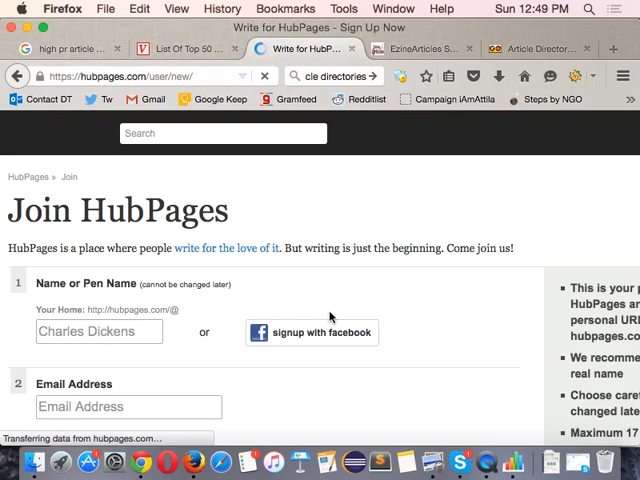 Firefox File Edit View History Bookmarks Tools Window Help Sun 12:49 PM
Write for HubPages - Sign Up Now
high pr article ... List Of Top 50 ... Write for HubP... EzineArticles S... Article Director...
https://hubpages.com/user/new/ cle directories
Contact DT Tw Gmail Google Keep Gramfeed Redditlist Campaign iAmAttila Steps by NGO
Search
HubPages » Join
Join HubPages
HubPages is a place where people write for the love of it. But writing is just the beginning. Come join us!
1 Name or Pen Name (cannot be changed later)
Your Home: http://hubpages.com/@
Charles Dickens or signup with facebook
2 Email Address
Email Address
This is your p
HubPages an
personal URL
hubpages.co
We recomme
real name
Choose caref
changed later
Maximum 17
Transferring data from hubpages.com...